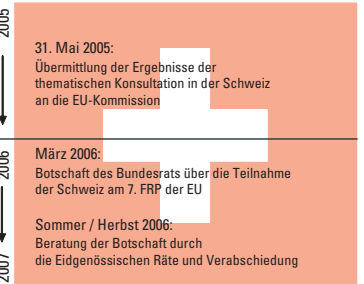 2005
31. Mai 2005:
Übermittlung der Ergebnisse der
thematischen Konsultation in der Schweiz
an die EU-Kommission
2006
März 2006:
Botschaft des Bundesrats über die Teilnahme
der Schweiz am 7. FRP der EU
Sommer / Herbst 2006:
Beratung der Botschaft durch
die Eidgenössischen Räte und Verabschiedung
2007